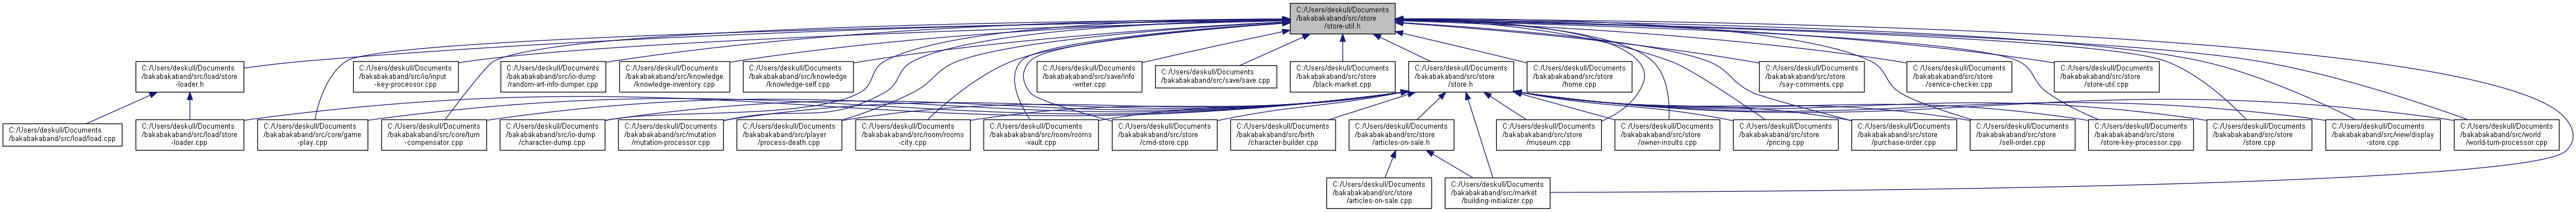 C:/Users/deskull/Documents
/bakabakaband/src/store
/store-util.h
C:/Users/deskull/Documents
/bakabakaband/src/load/store
-loader.h
C:/Users/deskull/Documents
/bakabakaband/src/io/input
-key-processor.cpp
C:/Users/deskull/Documents
/bakabakaband/src/io-dump
/random-art-info-dumper.cpp
C:/Users/deskull/Documents
/bakabakaband/src/knowledge
/knowledge-inventory.cpp
C:/Users/deskull/Documents
/bakabakaband/src/knowledge
/knowledge-self.cpp
C:/Users/deskull/Documents
/bakabakaband/src/save/info
-writer.cpp
C:/Users/deskull/Documents
/bakabakaband/src/save/save.cpp
C:/Users/deskull/Documents
/bakabakaband/src/store
/black-market.cpp
C:/Users/deskull/Documents
/bakabakaband/src/store
/store.h
C:/Users/deskull/Documents
/bakabakaband/src/store
/home.cpp
C:/Users/deskull/Documents
/bakabakaband/src/store
/say-comments.cpp
C:/Users/deskull/Documents
/bakabakaband/src/store
/service-checker.cpp
C:/Users/deskull/Documents
/bakabakaband/src/store
/store-util.cpp
C:/Users/deskull/Documents
/bakabakaband/src/load/load.cpp
C:/Users/deskull/Documents
/bakabakaband/src/load/store
-loader.cpp
C:/Users/deskull/Documents
/bakabakaband/src/core/game
-play.cpp
C:/Users/deskull/Documents
/bakabakaband/src/core/turn
-compensator.cpp
C:/Users/deskull/Documents
/bakabakaband/src/io-dump
/character-dump.cpp
C:/Users/deskull/Documents
/bakabakaband/src/mutation
/mutation-processor.cpp
C:/Users/deskull/Documents
/bakabakaband/src/player
/process-death.cpp
C:/Users/deskull/Documents
/bakabakaband/src/room/rooms
-city.cpp
C:/Users/deskull/Documents
/bakabakaband/src/room/rooms
-vault.cpp
C:/Users/deskull/Documents
/bakabakaband/src/store
/cmd-store.cpp
C:/Users/deskull/Documents
/bakabakaband/src/birth
/character-builder.cpp
C:/Users/deskull/Documents
/bakabakaband/src/store
/articles-on-sale.h
C:/Users/deskull/Documents
/bakabakaband/src/store
/museum.cpp
C:/Users/deskull/Documents
/bakabakaband/src/store
/owner-insults.cpp
C:/Users/deskull/Documents
/bakabakaband/src/store
/pricing.cpp
C:/Users/deskull/Documents
/bakabakaband/src/store
/purchase-order.cpp
C:/Users/deskull/Documents
/bakabakaband/src/store
/sell-order.cpp
C:/Users/deskull/Documents
/bakabakaband/src/store
/store-key-processor.cpp
C:/Users/deskull/Documents
/bakabakaband/src/store
/store.cpp
C:/Users/deskull/Documents
/bakabakaband/src/view/display
-store.cpp
C:/Users/deskull/Documents
/bakabakaband/src/world
/world-turn-processor.cpp
C:/Users/deskull/Documents
/bakabakaband/src/store
/articles-on-sale.cpp
C:/Users/deskull/Documents
/bakabakaband/src/market
/building-initializer.cpp